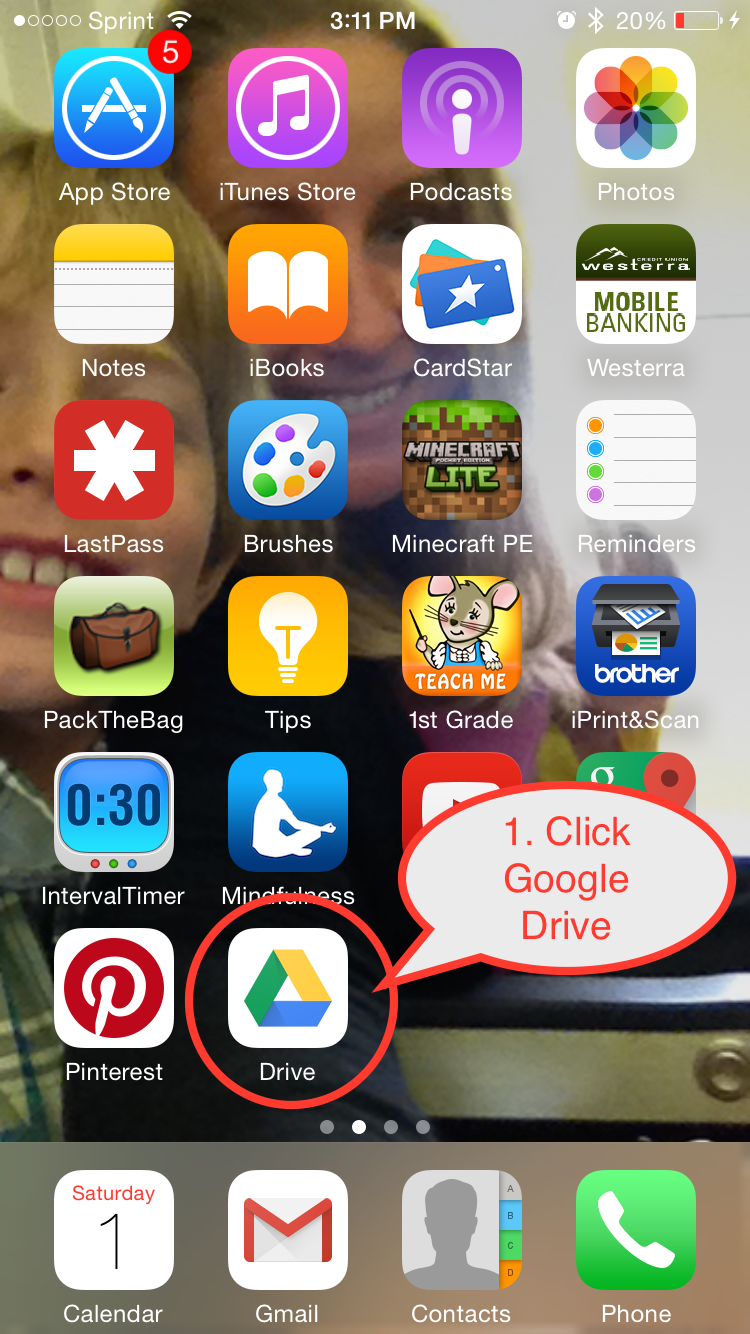 Sprint 3:11 PM 20%
5
App Store iTunes Store Podcasts Photos
CREDIT UNION
westerra
MOBILE
BANKING
Notes iBooks CardStar Westerra
MINECRAFT
POCKET EDITION
LITE
LastPass Brushes Minecraft PE Reminders
TEACH ME
brother
PackTheBag Tips 1st Grade iPrint&Scan
0:30
g
IntervalTimer Mindfulness
1. Click
Google
Drive
Pinterest Drive
Saturday
1
A
B
C
D
Calendar Gmail Contacts Phone